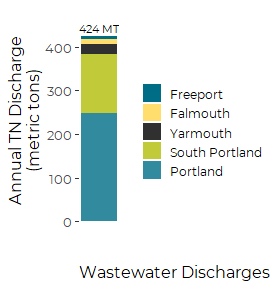 424 MT
Annual TN Discharge
(metric tons)
400
300
200
100
0
Freeport
Falmouth
Yarmouth
South Portland
Portland
Wastewater Discharges